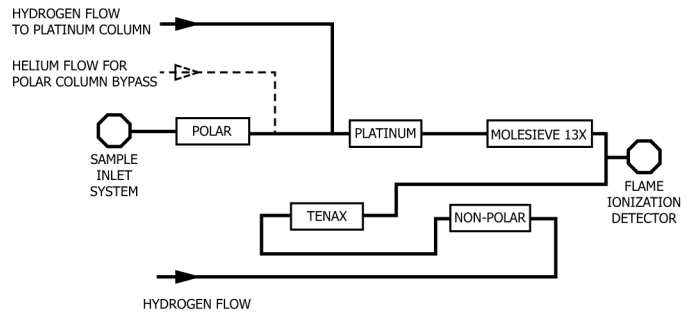 HYDROGEN FLOW
TO PLATINUM COLUMN
HELIUM FLOW FOR
POLAR COLUMN BYPASS
POLAR
PLATINUM
MOLESIEVE 13X
SAMPLE
INLET
SYSTEM
FLAME
IONIZATION
DETECTOR
TENAX
NON-POLAR
HYDROGEN FLOW